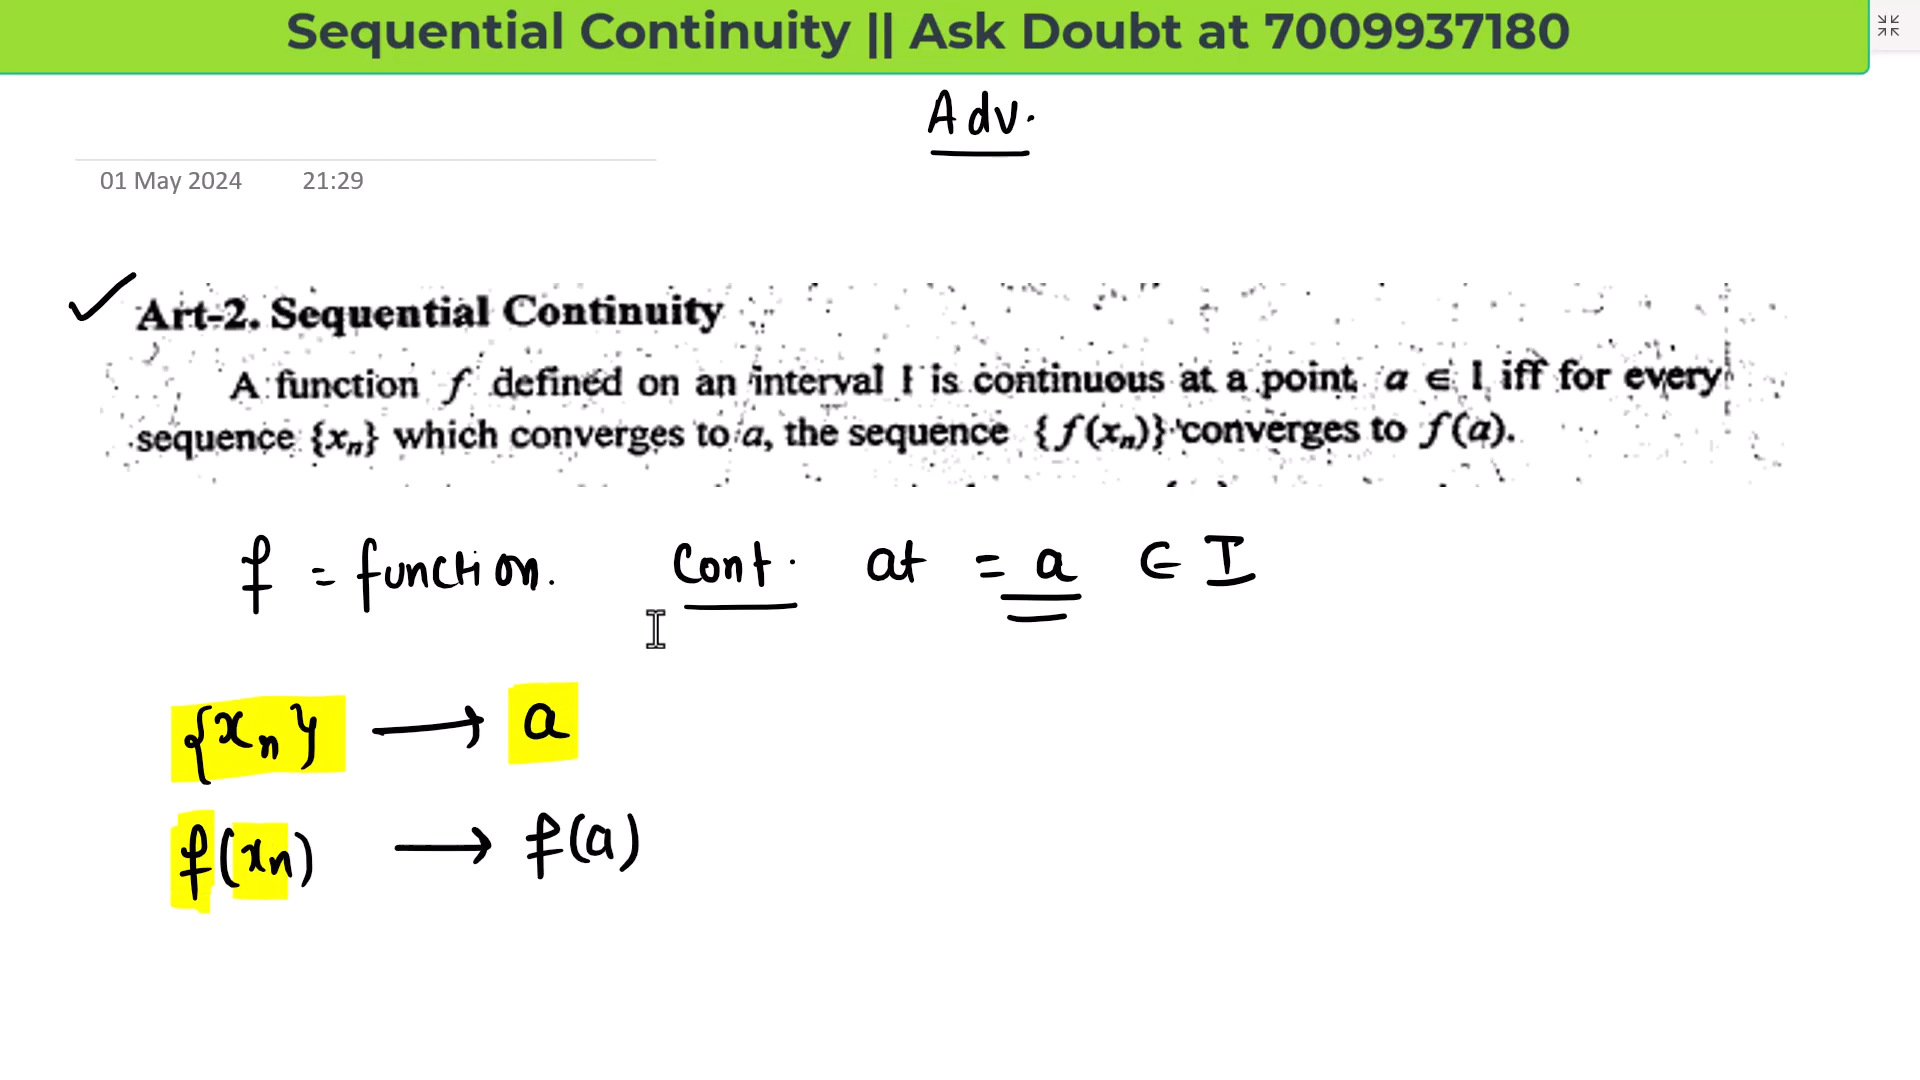 Sequential Continuity || Ask Doubt at 7009937180
Adv.
01 May 2024 21:29
Art-2. Sequential Continuity
A function f defined on an interval I is continuous at a point a ∈ I iff for every
sequence {xₙ} which converges to a, the sequence {f(xₙ)} converges to f(a).
f = function. Cont. at = a ∈ I
{xₙ} ⟶ a
f(xₙ) ⟶ f(a)